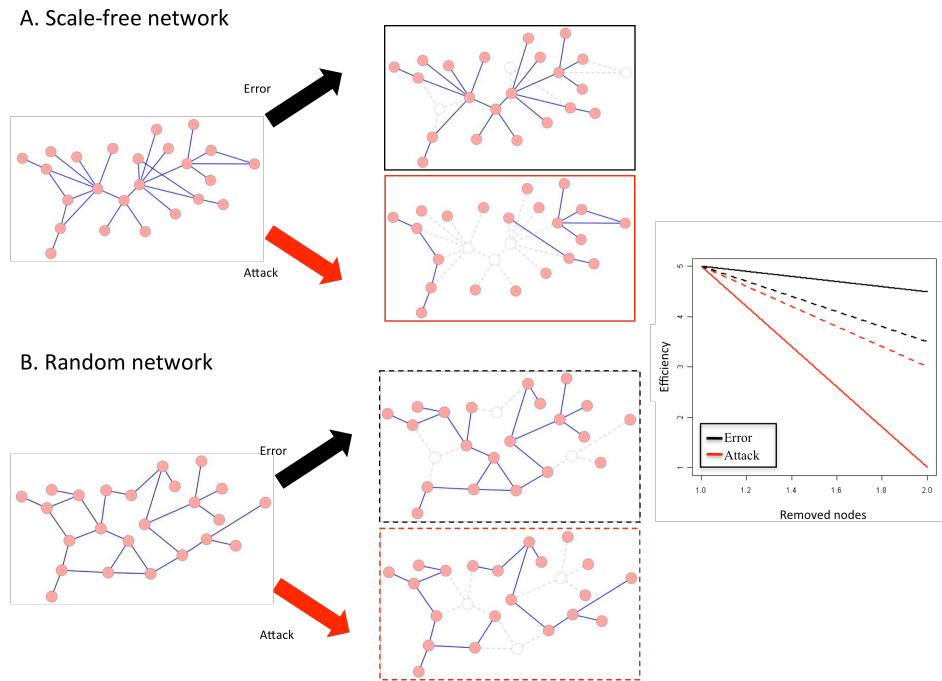 A. Scale-free network
Error
Attack
B. Random network
Error
Attack
Efficiency
5
4
3
2
1
Error
Attack
1.0 1.2 1.4 1.6 1.8 2.0
Removed nodes